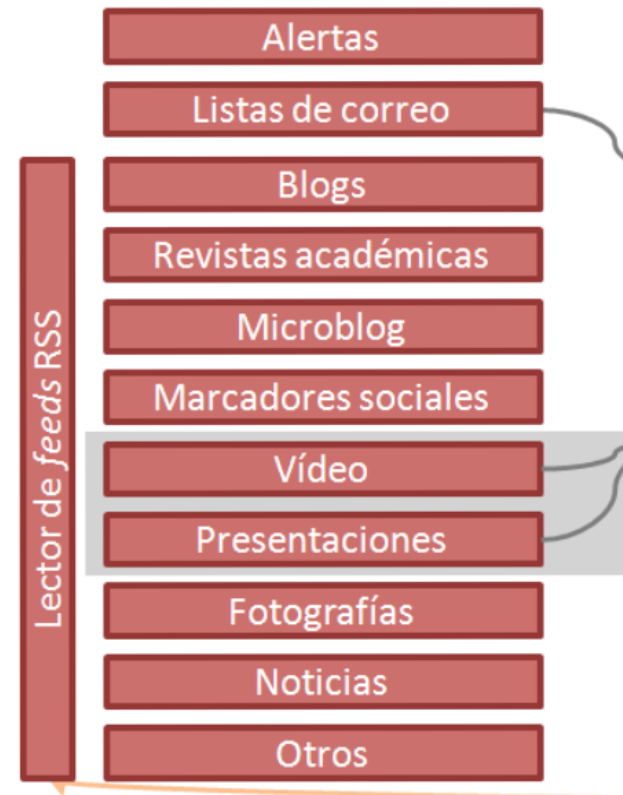 Alertas
Listas de correo
Lector de feeds RSS
Blogs
Revistas académicas
Microblog
Marcadores sociales
Vídeo
Presentaciones
Fotografías
Noticias
Otros